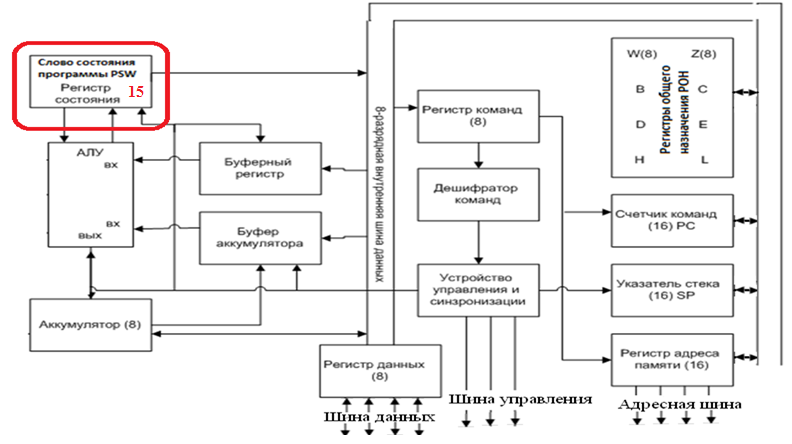 Слово состояния
программы PSW
Регистр
состояния
15
АЛУ
вх
вх
вых
Буферный
регистр
Буфер
аккумулятора
Аккумулятор (8)
8-разрядная внутренняя шина данных
Регистр команд
(8)
Дешифратор
команд
Устройство
управления и
синхронизации
Регистр данных
(8)
Шина данных
Шина управления
W(8) Z(8)
B C
D E
H L
Регистры общего
назначения РОН
Счетчик команд
(16) PC
Указатель стека
(16) SP
Регистр адреса
памяти (16)
Адресная шина